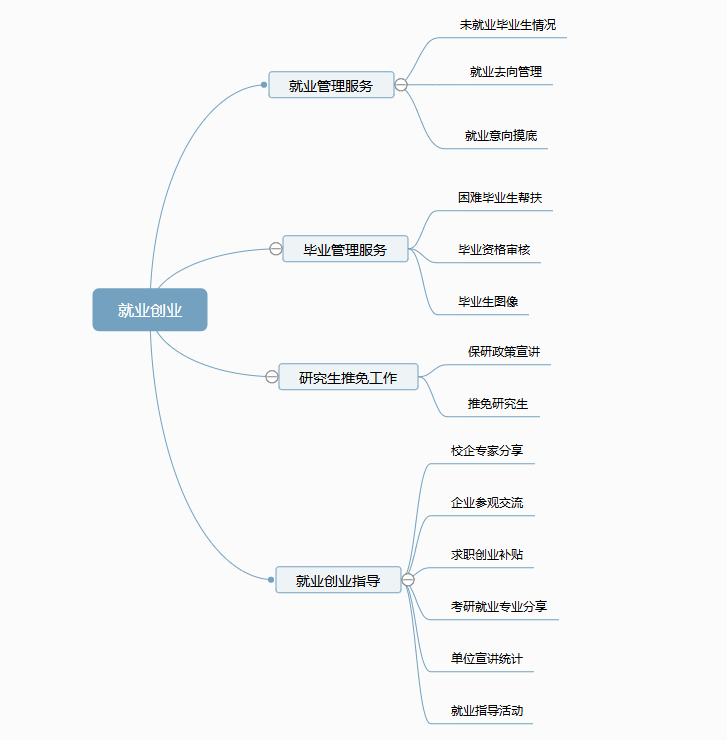 就业创业
就业管理服务
未就业毕业生情况
就业去向管理
就业意向摸底
毕业管理服务
困难毕业生帮扶
毕业资格审核
毕业生图像
研究生推免工作
保研政策宣讲
推免研究生
就业创业指导
校企专家分享
企业参观交流
求职创业补贴
考研就业专业分享
单位宣讲统计
就业指导活动